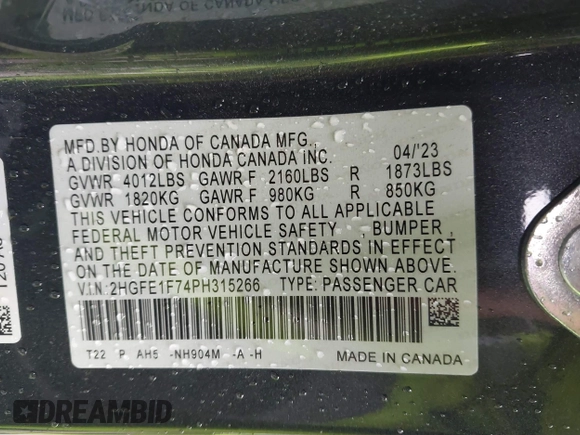 MFD.BY HONDA OF CANADA MFG.,
A DIVISION OF HONDA CANADA INC. 04/'23
GVWR 4012LBS GAWR F 2160LBS R 1873LBS
GVWR 1820KG GAWR F 980KG R 850KG
THIS VEHICLE CONFORMS TO ALL APPLICABLE
FEDERAL MOTOR VEHICLE SAFETY , BUMPER ,
AND THEFT PREVENTION STANDARDS IN EFFECT
ON THE DATE OF MANUFACTURE SHOWN ABOVE.
V.I.N: 2HGFE1F74PH315266 TYPE: PASSENGER CAR
T22 P AH5 -NH904M -A -H
MADE IN CANADA
DREAMBID